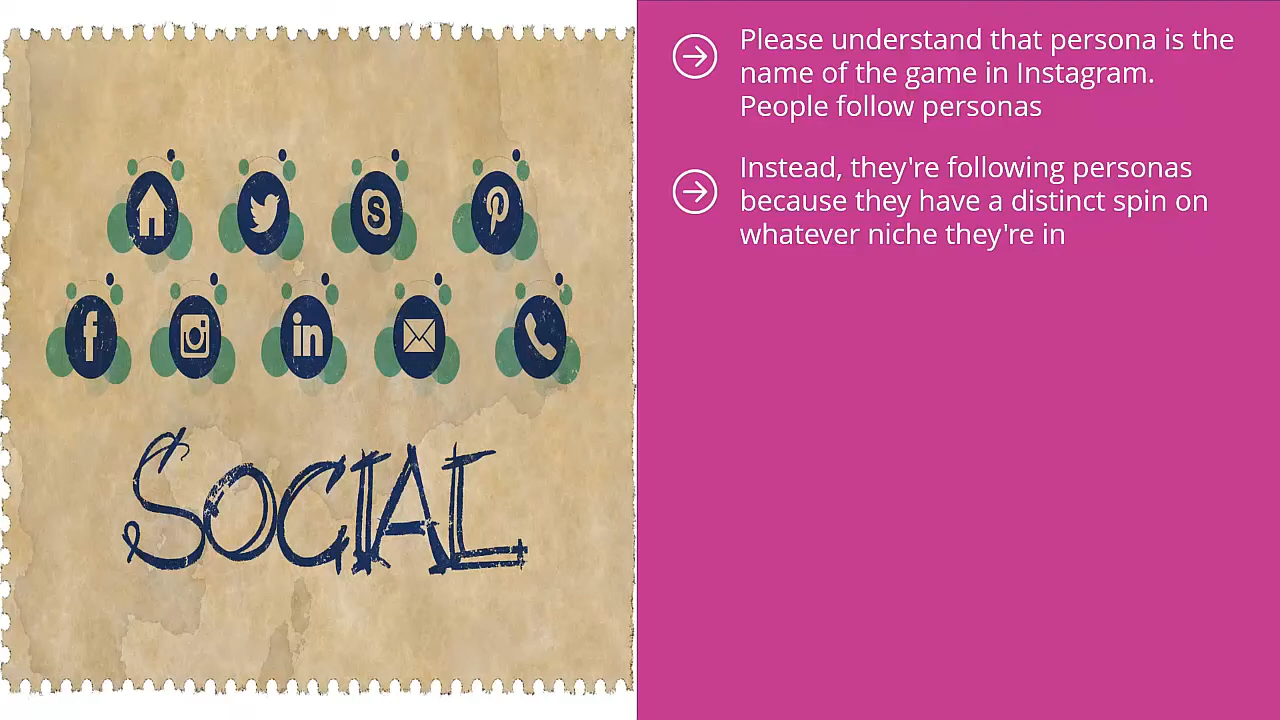 Please understand that persona is the
name of the game in Instagram.
People follow personas
Instead, they're following personas
because they have a distinct spin on
whatever niche they're in
SOCIAL